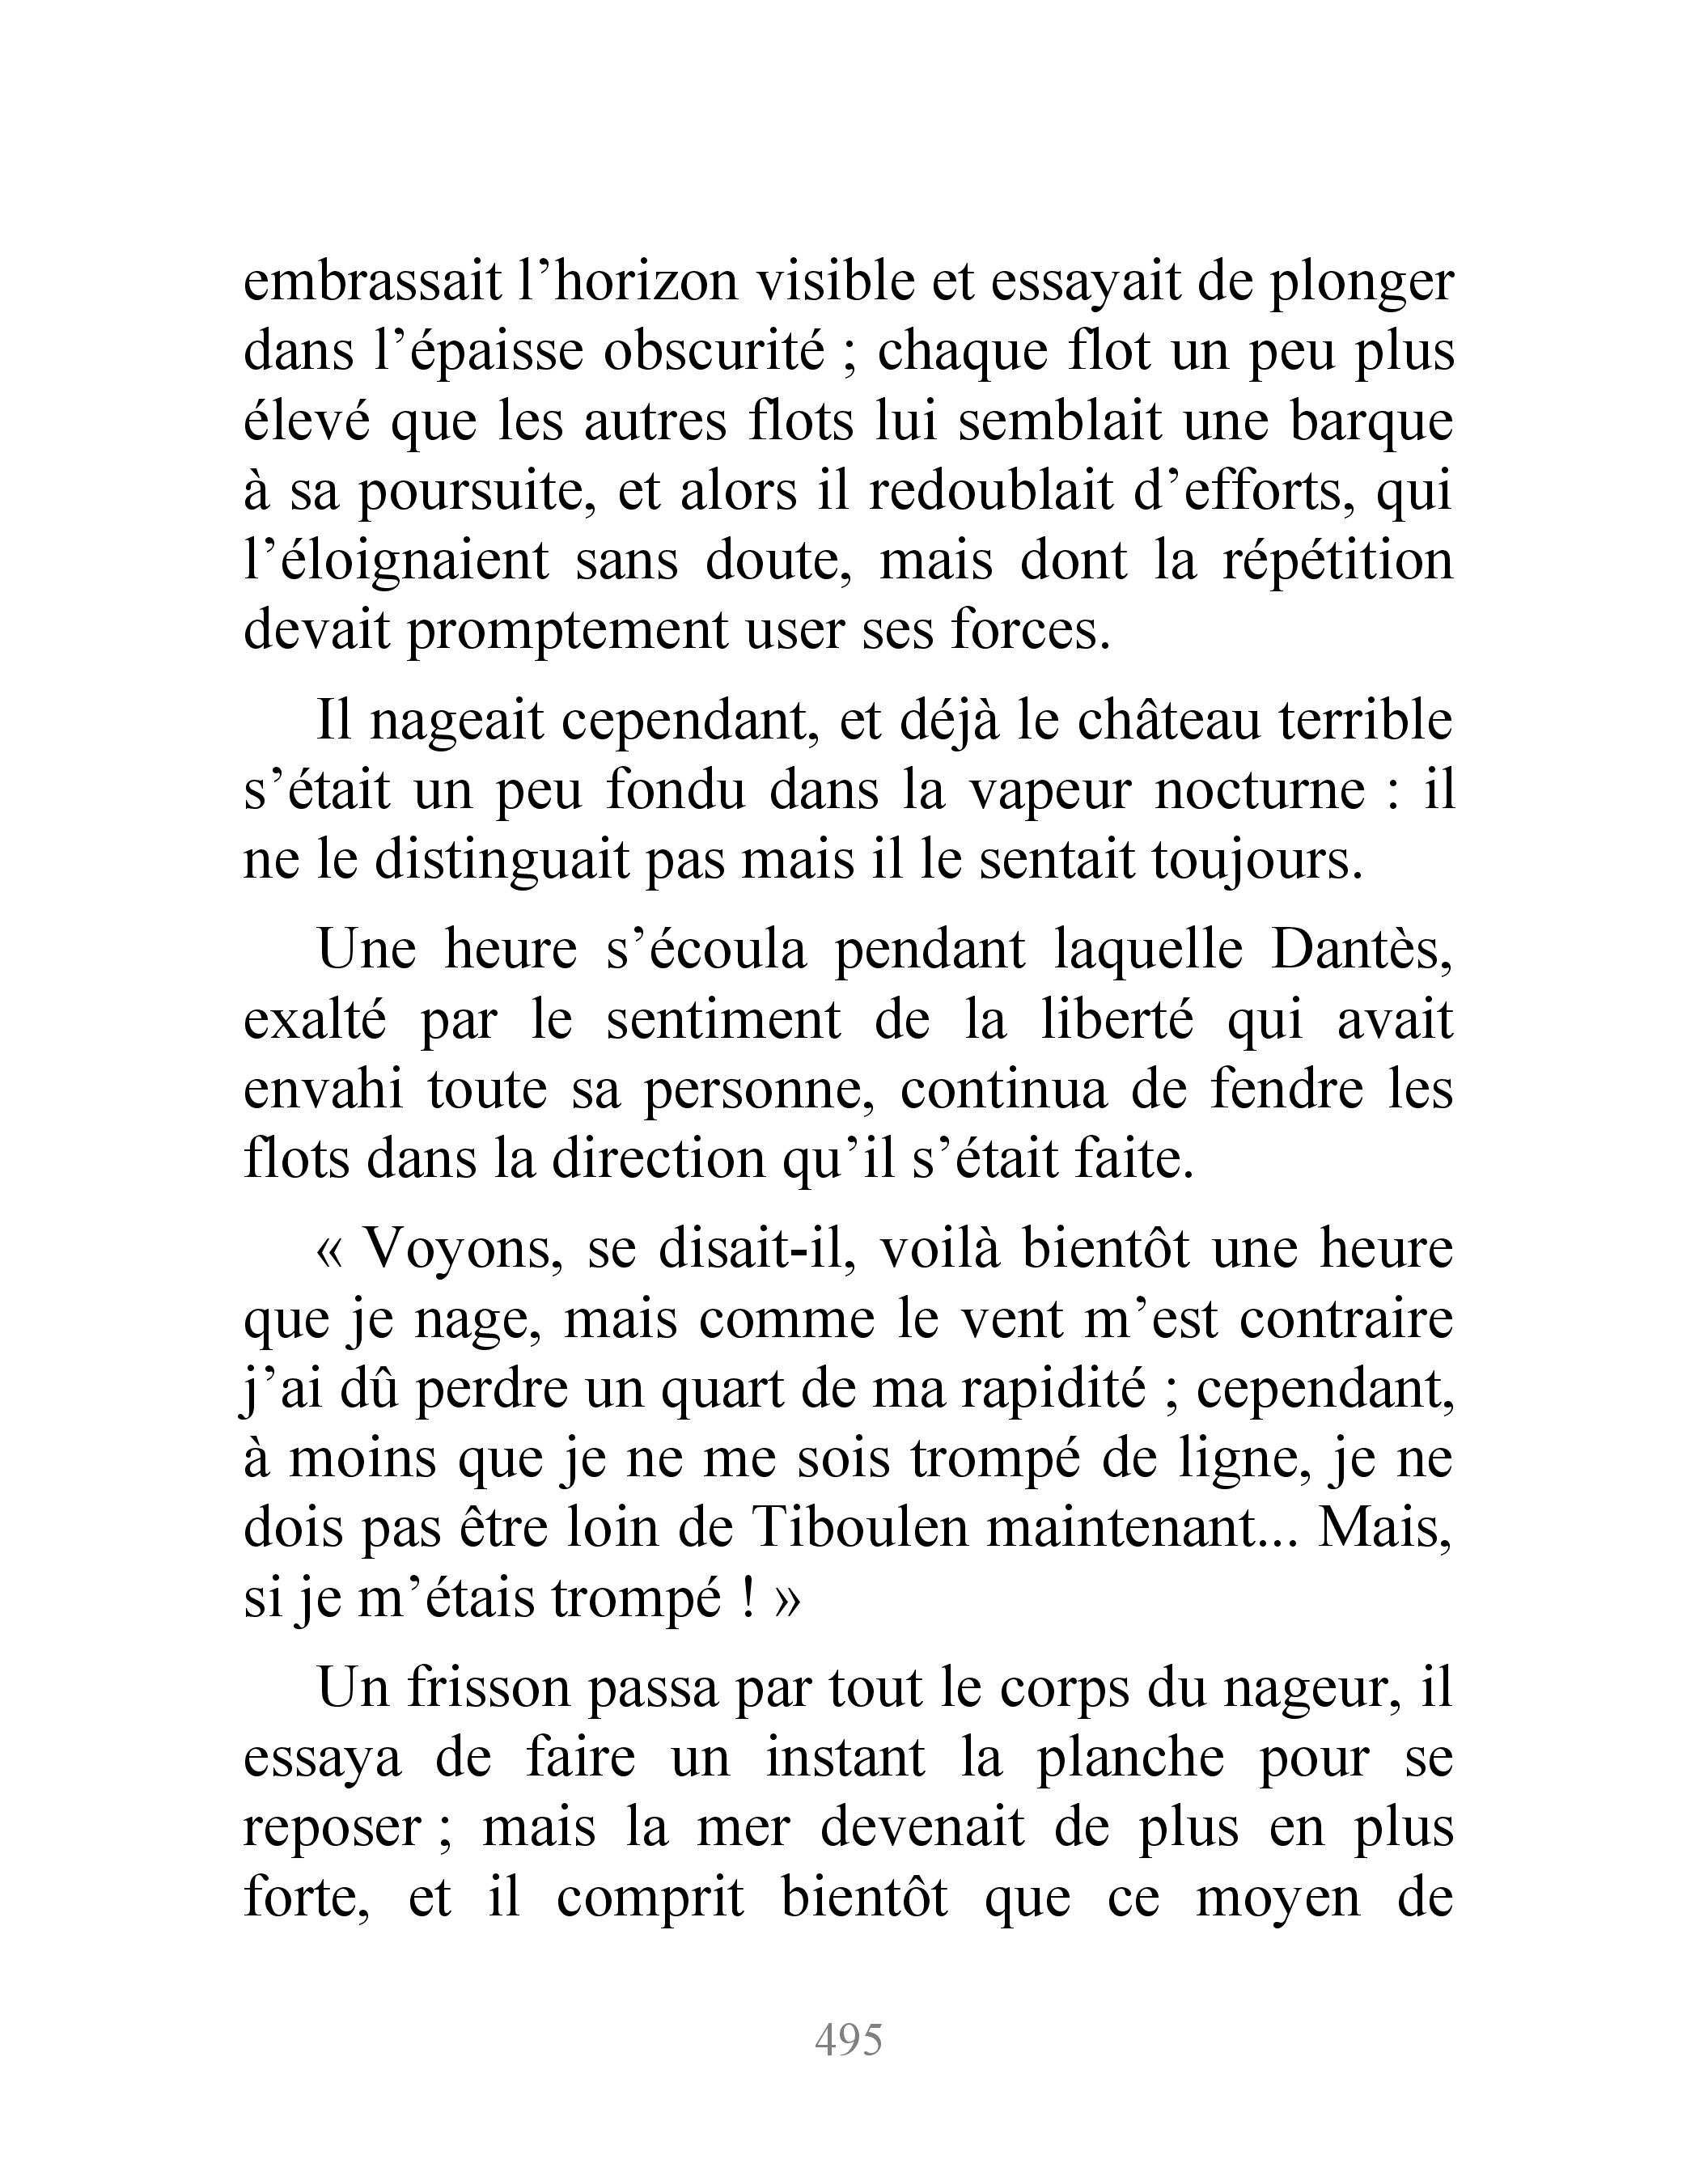 embrassait l’horizon visible et essayait de plonger
dans l’épaisse obscurité ; chaque flot un peu plus
élevé que les autres flots lui semblait une barque
à sa poursuite, et alors il redoublait d’efforts, qui
l’éloignaient sans doute, mais dont la répétition
devait promptement user ses forces.
Il nageait cependant, et déjà le château terrible
s’était un peu fondu dans la vapeur nocturne : il
ne le distinguait pas mais il le sentait toujours.
Une heure s’écoula pendant laquelle Dantès,
exalté par le sentiment de la liberté qui avait
envahi toute sa personne, continua de fendre les
flots dans la direction qu’il s’était faite.
« Voyons, se disait-il, voilà bientôt une heure
que je nage, mais comme le vent m’est contraire
j’ai dû perdre un quart de ma rapidité ; cependant,
à moins que je ne me sois trompé de ligne, je ne
dois pas être loin de Tiboulen maintenant... Mais,
si je m’étais trompé ! »
Un frisson passa par tout le corps du nageur, il
essaya de faire un instant la planche pour se
reposer ; mais la mer devenait de plus en plus
forte, et il comprit bientôt que ce moyen de
495